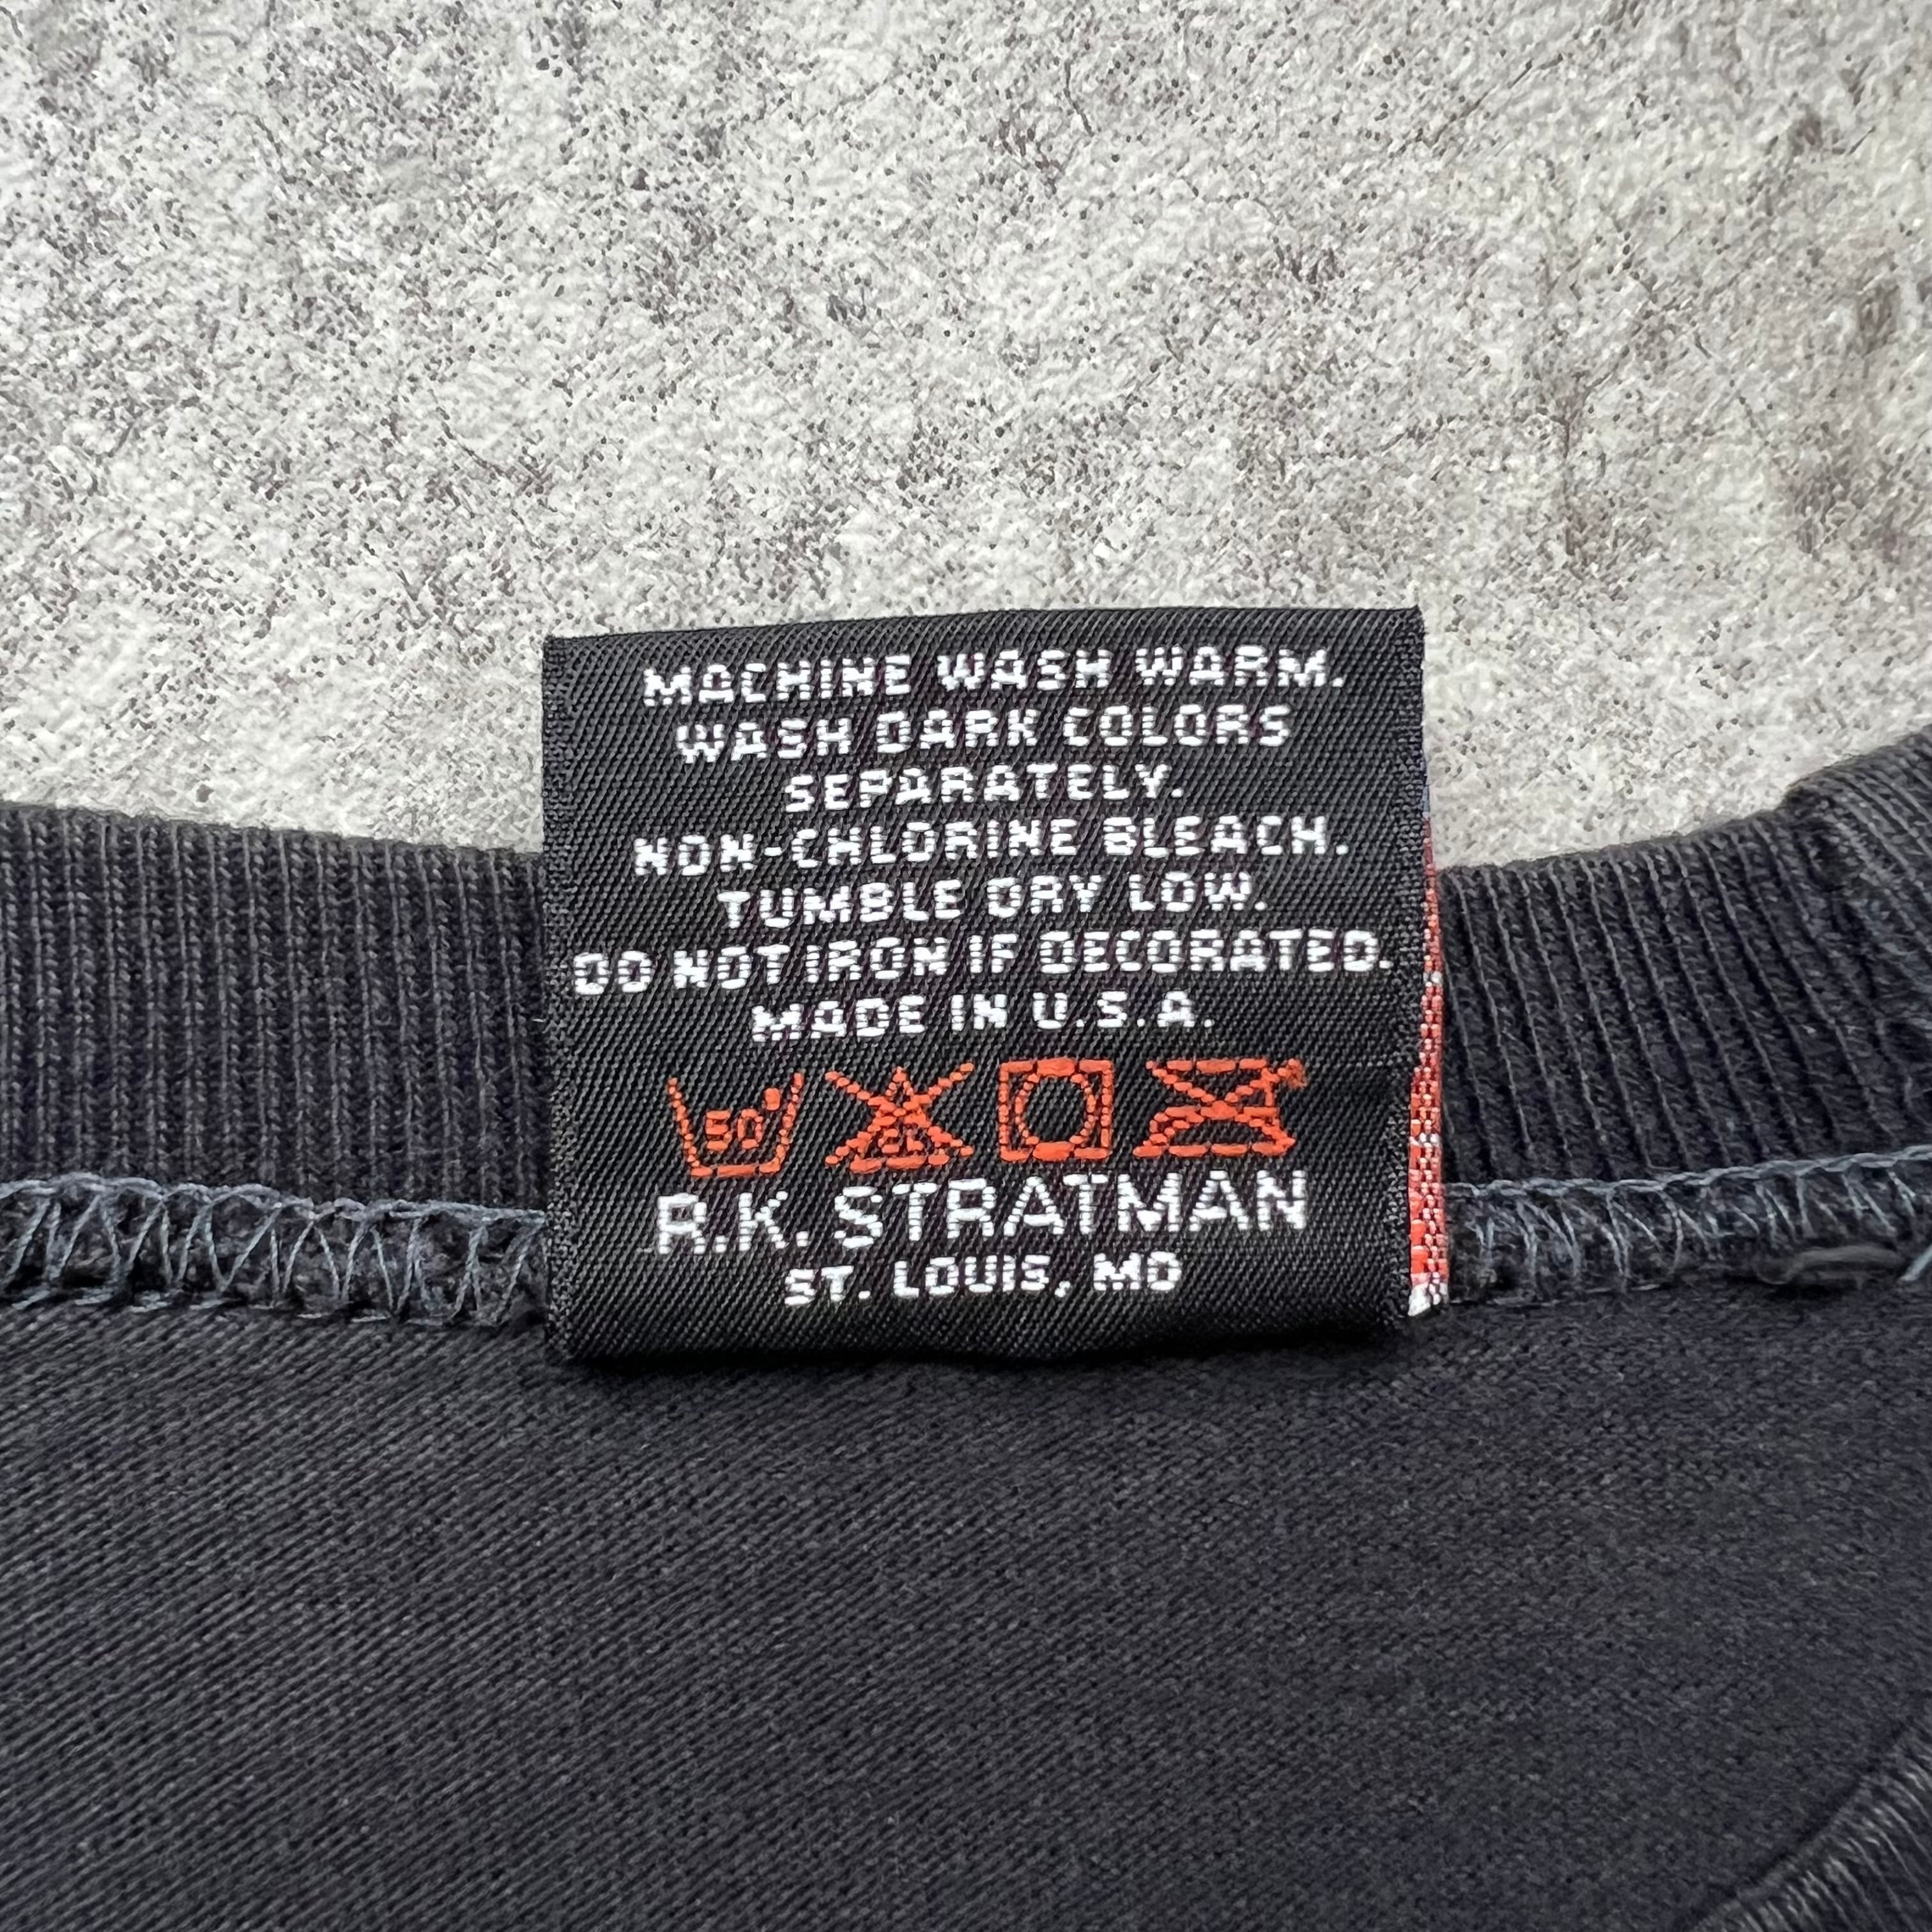 MACHINE WASH WARM.
WASH DARK COLORS
SEPARATELY.
NON-CHLORINE BLEACH.
TUMBLE DRY LOW.
DO NOT IRON IF DECORATED.
MADE IN U.S.A.
50° CL
R.K. STRATMAN
ST. LOUIS, MO